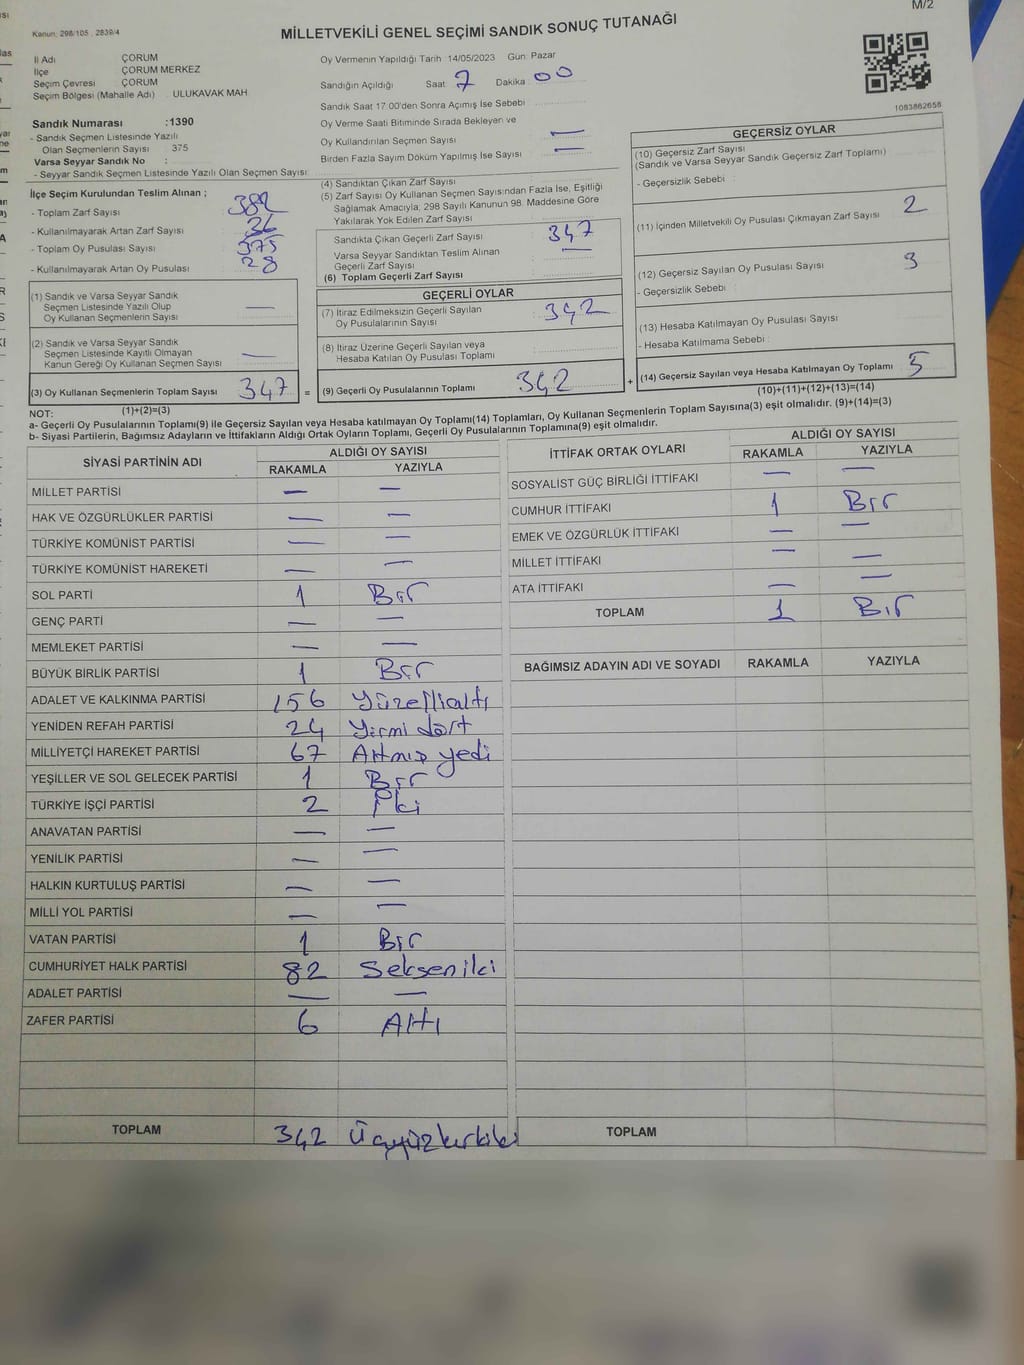 M/2
Kanun: 298/105 , 2839/4
MİLLETVEKİLİ GENEL SEÇİMİ SANDIK SONUÇ TUTANAĞI
İl Adı ÇORUM
İlçe ÇORUM MERKEZ
Seçim Çevresi ÇORUM
Seçim Bölgesi (Mahalle Adı) ULUKAVAK MAH
Sandık Numarası :1390
- Sandık Seçmen Listesinde Yazılı
Olan Seçmenlerin Sayısı 375
Varsa Seyyar Sandık No :
- Seyyar Sandık Seçmen Listesinde Yazılı Olan Seçmen Sayısı:
Oy Vermenin Yapıldığı Tarih 14/05/2023 Gün: Pazar
Sandığın Açıldığı Saat 7 Dakika 00
Sandık Saat 17:00'den Sonra Açımış İse Sebebi
Oy Verme Saati Bitiminde Sırada Bekleyen ve
Oy Kullandırılan Seçmen Sayısı —
Birden Fazla Sayım Döküm Yapılmış İse Sayısı —
1083862658
İlçe Seçim Kurulundan Teslim Alınan ;
- Toplam Zarf Sayısı 382
- Kullanılmayarak Artan Zarf Sayısı 36
- Toplam Oy Pusulası Sayısı 375
- Kullanılmayarak Artan Oy Pusulası 28
(4) Sandıktan Çıkan Zarf Sayısı
(5) Zarf Sayısı Oy Kullanan Seçmen Sayısından Fazla İse, Eşitliği
Sağlamak Amacıyla; 298 Sayılı Kanunun 98. Maddesine Göre
Yakılarak Yok Edilen Zarf Sayısı
Sandıkta Çıkan Geçerli Zarf Sayısı 347
Varsa Seyyar Sandıktan Teslim Alınan
Geçerli Zarf Sayısı —
(6) Toplam Geçerli Zarf Sayısı
GEÇERSİZ OYLAR
(10) Geçersiz Zarf Sayısı
(Sandık ve Varsa Seyyar Sandık Geçersiz Zarf Toplamı)
- Geçersizlik Sebebi :
(11) İçinden Milletvekili Oy Pusulası Çıkmayan Zarf Sayısı 2
(12) Geçersiz Sayılan Oy Pusulası Sayısı 3
- Geçersizlik Sebebi :
(13) Hesaba Katılmayan Oy Pusulası Sayısı
- Hesaba Katılmama Sebebi :
(14) Geçersiz Sayılan veya Hesaba Katılmayan Oy Toplamı 5
(10)+(11)+(12)+(13)=(14)
(1) Sandık ve Varsa Seyyar Sandık
Seçmen Listesinde Yazılı Olup
Oy Kullanan Seçmenlerin Sayısı —
(2) Sandık ve Varsa Seyyar Sandık
Seçmen Listesinde Kayıtlı Olmayan
Kanun Gereği Oy Kullanan Seçmen Sayısı —
(3) Oy Kullanan Seçmenlerin Toplam Sayısı 347 =
(1)+(2)=(3)
GEÇERLİ OYLAR
(7) İtiraz Edilmeksizin Geçerli Sayılan
Oy Pusulalarının Sayısı 342
(8) İtiraz Üzerine Geçerli Sayılan veya
Hesaba Katılan Oy Pusulası Toplamı
(9) Geçerli Oy Pusulalarının Toplamı 342 +
NOT:
a- Geçerli Oy Pusulalarının Toplamı(9) ile Geçersiz Sayılan veya Hesaba katılmayan Oy Toplamı(14) Toplamları, Oy Kullanan Seçmenlerin Toplam Sayısına(3) eşit olmalıdır. (9)+(14)=(3)
b- Siyasi Partilerin, Bağımsız Adayların ve İttifakların Aldığı Ortak Oyların Toplamı, Geçerli Oy Pusulalarının Toplamına(9) eşit olmalıdır.
SİYASİ PARTİNİN ADI ALDIĞI OY SAYISI
RAKAMLA YAZIYLA
MİLLET PARTİSİ — —
HAK VE ÖZGÜRLÜKLER PARTİSİ — —
TÜRKİYE KOMÜNİST PARTİSİ — —
TÜRKİYE KOMÜNİST HAREKETİ — —
SOL PARTİ 1 Bir
GENÇ PARTİ — —
MEMLEKET PARTİSİ — —
BÜYÜK BİRLİK PARTİSİ 1 Bir
ADALET VE KALKINMA PARTİSİ 156 Yüzellialtı
YENİDEN REFAH PARTİSİ 24 Yirmi dört
MİLLİYETÇİ HAREKET PARTİSİ 67 Altmış yedi
YEŞİLLER VE SOL GELECEK PARTİSİ 1 Bir
TÜRKİYE İŞÇİ PARTİSİ 2 İki
ANAVATAN PARTİSİ — —
YENİLİK PARTİSİ — —
HALKIN KURTULUŞ PARTİSİ — —
MİLLİ YOL PARTİSİ — —
VATAN PARTİSİ 1 Bir
CUMHURİYET HALK PARTİSİ 82 Seksen iki
ADALET PARTİSİ — —
ZAFER PARTİSİ 6 Altı
TOPLAM 342 Üçyüzkırkiki
İTTİFAK ORTAK OYLARI ALDIĞI OY SAYISI
RAKAMLA YAZIYLA
SOSYALİST GÜÇ BİRLİĞİ İTTİFAKI — —
CUMHUR İTTİFAKI 1 Bir
EMEK VE ÖZGÜRLÜK İTTİFAKI — —
MİLLET İTTİFAKI — —
ATA İTTİFAKI — —
TOPLAM 1 Bir
BAĞIMSIZ ADAYIN ADI VE SOYADI RAKAMLA YAZIYLA
TOPLAM